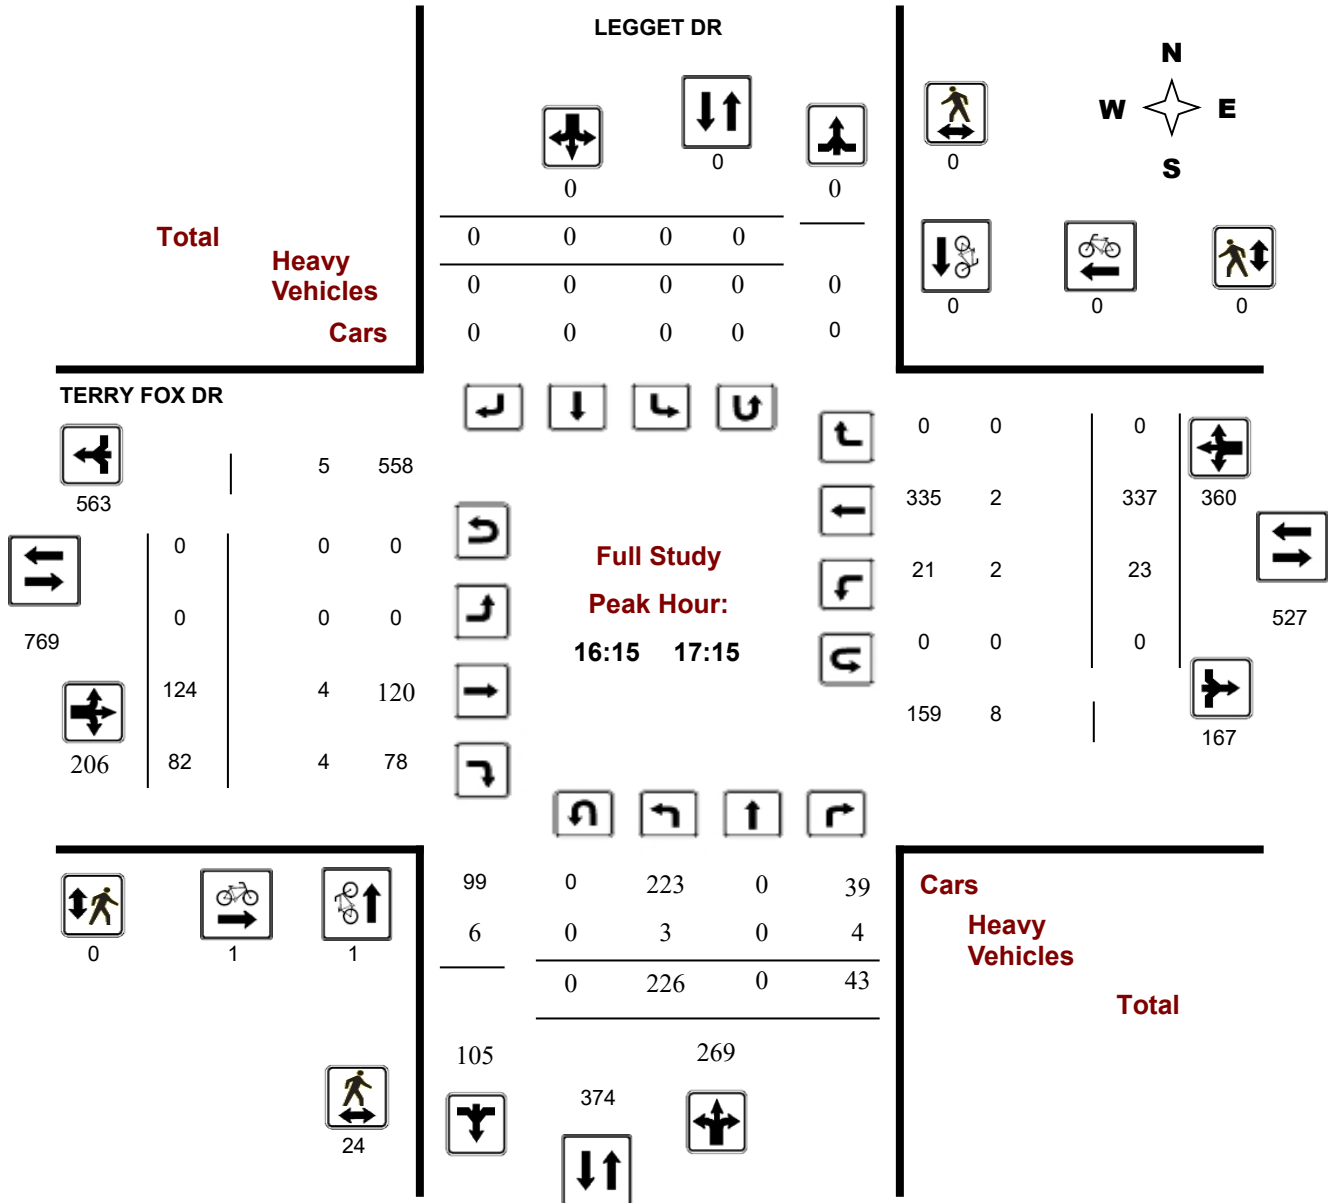 LEGGET DR
N
W E
S
0
0
0 0
0
Total
0 0 0 0
Heavy
Vehicles
0 0 0 0 0
Cars
0 0 0 0 0
0 0 0
TERRY FOX DR
563
5 558
0 0 0
0 0 0
769
124 4 120
206
82 4 78
Full Study
Peak Hour:
16:15 17:15
0 0 0
335 2 337 360
21 2 23
527
0 0 0
159 8
167
0 1 1
99 0 223 0 39
6 0 3 0 4
0 226 0 43
Cars
Heavy
Vehicles
Total
105 269
374
24